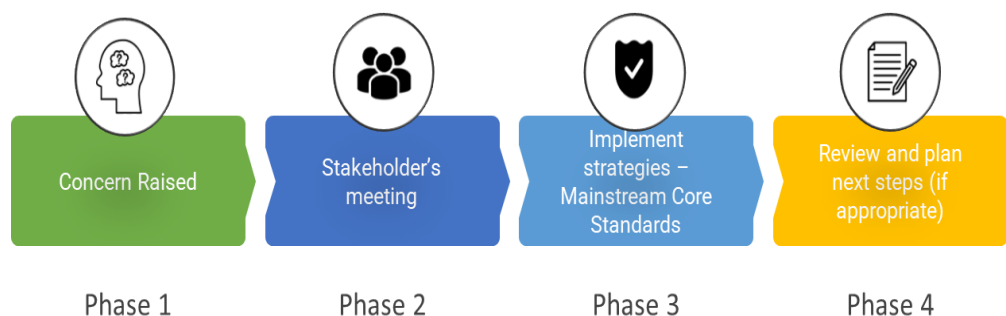 Concern Raised
Stakeholder's
meeting
Implement
strategies –
Mainstream Core
Standards
Review and plan
next steps (if
appropriate)
Phase 1
Phase 2
Phase 3
Phase 4